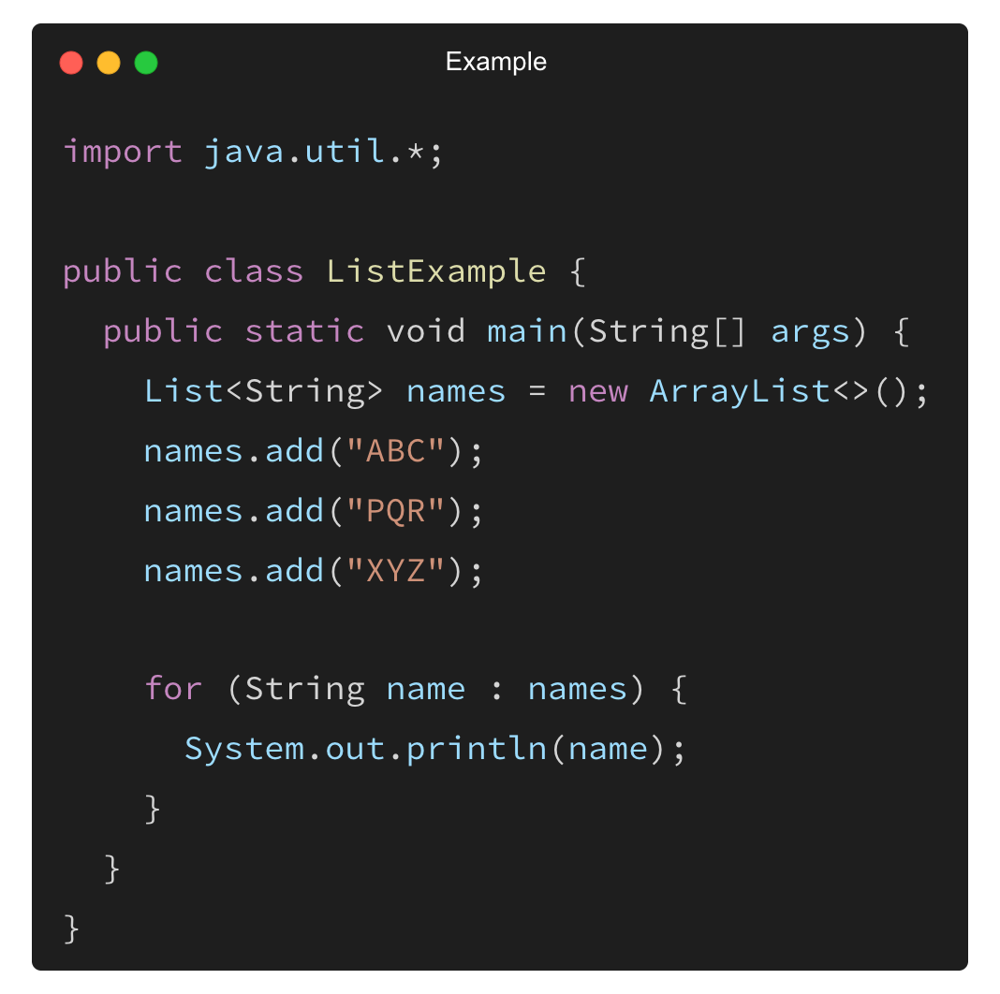 Example
import java.util.*;
public class ListExample {
  public static void main(String[] args) {
    List<String> names = new ArrayList<>();
    names.add("ABC");
    names.add("PQR");
    names.add("XYZ");
    for (String name : names) {
      System.out.println(name);
    }
  }
}